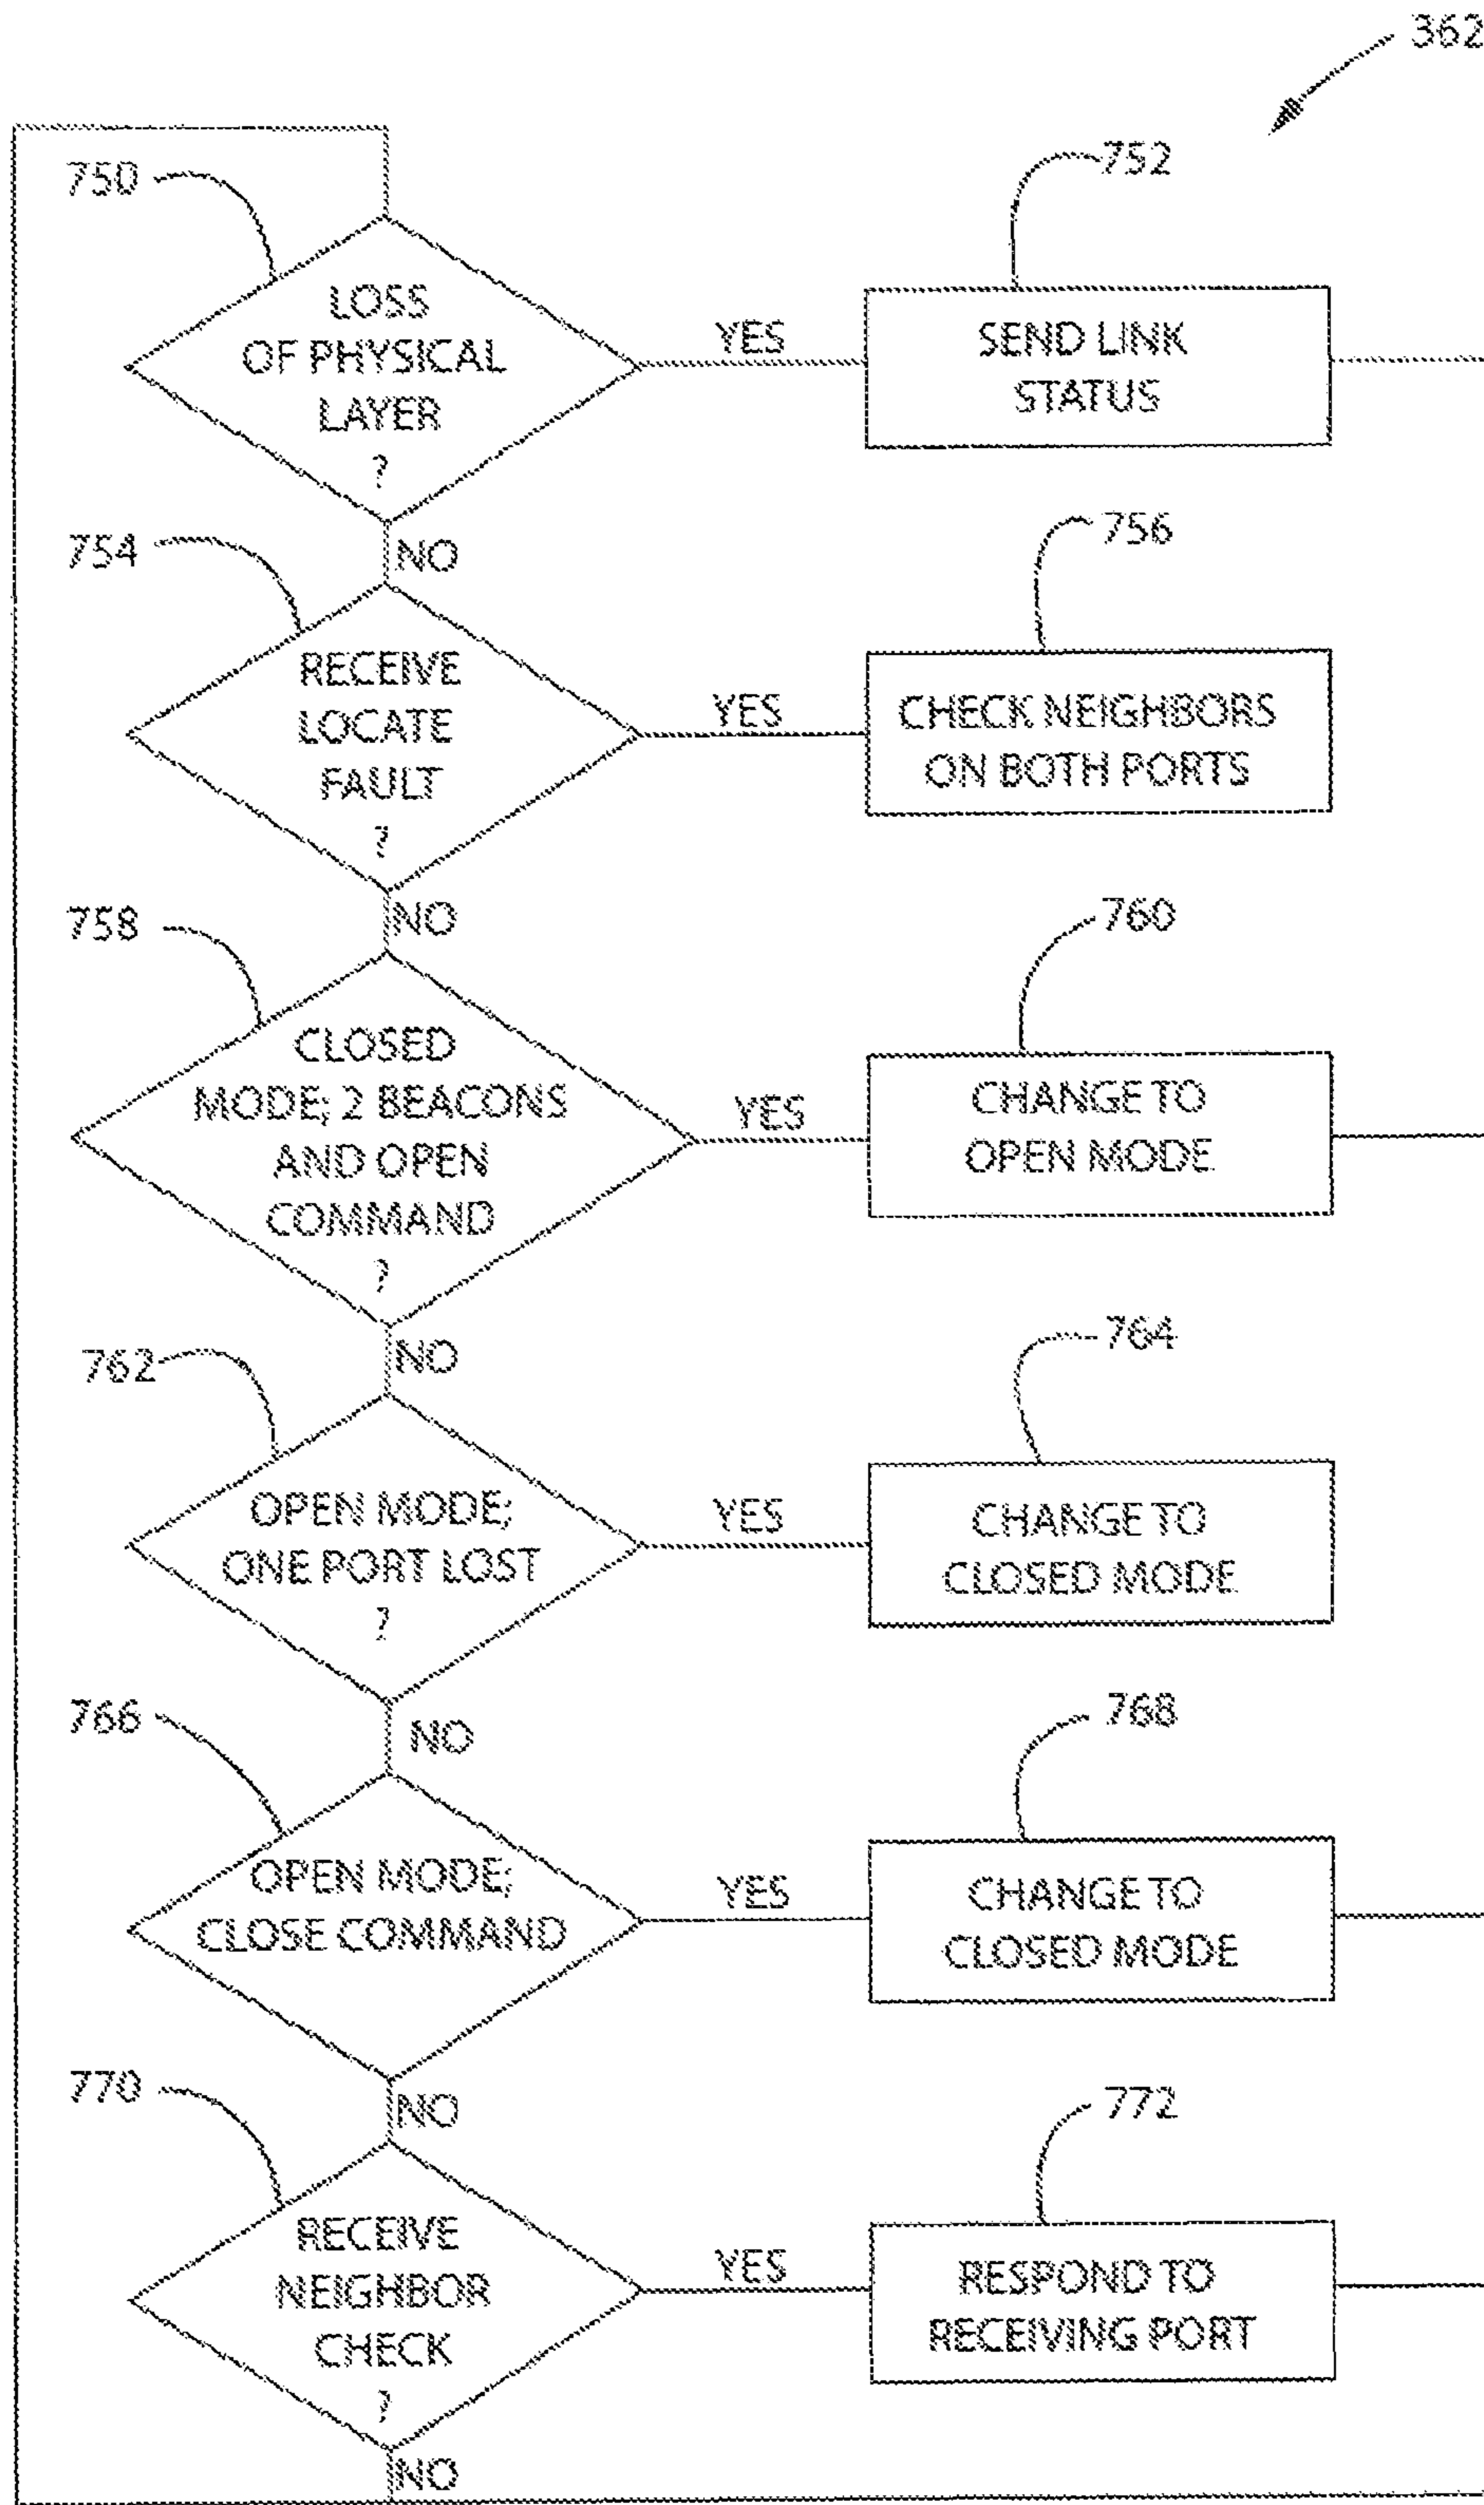 362
750
752
LOSS
OF PHYSICAL
LAYER
?
YES
SEND LINK
STATUS
NO
754
756
RECEIVE
LOCATE
FAULT
?
YES
CHECK NEIGHBORS
ON BOTH PORTS
NO
758
760
CLOSED
MODE; 2 BEACONS
AND OPEN
COMMAND
?
YES
CHANGE TO
OPEN MODE
NO
762
764
OPEN MODE;
ONE PORT LOST
?
YES
CHANGE TO
CLOSED MODE
NO
766
768
OPEN MODE;
CLOSE COMMAND
YES
CHANGE TO
CLOSED MODE
NO
770
772
RECEIVE
NEIGHBOR
CHECK
?
YES
RESPOND TO
RECEIVING PORT
NO